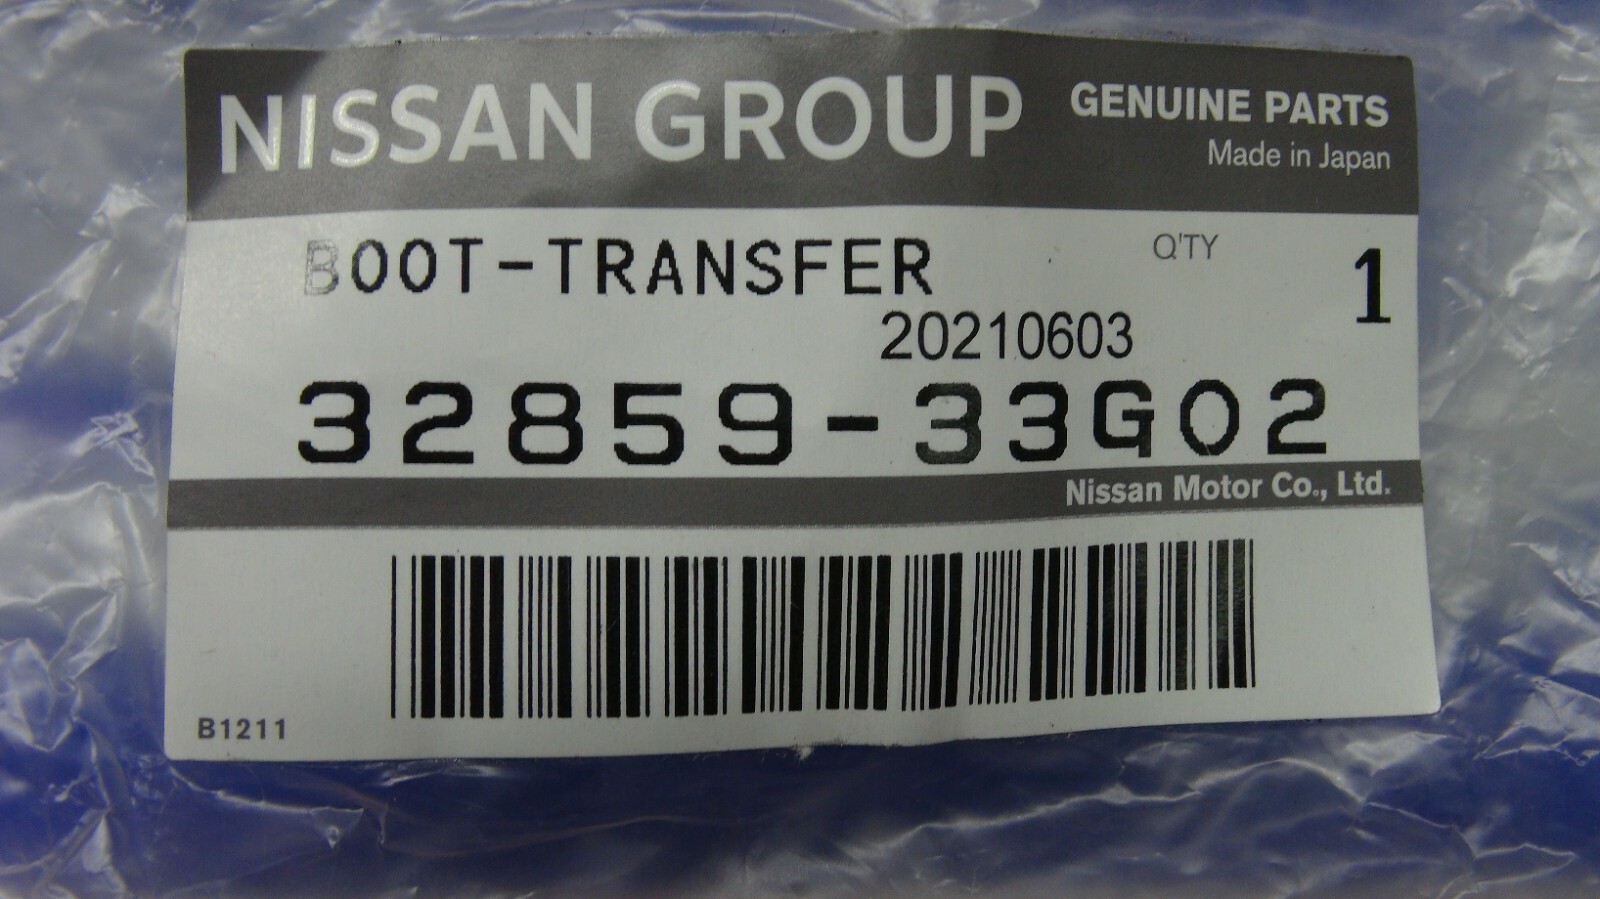 NISSAN GROUP GENUINE PARTS
Made in Japan
BOOT-TRANSFER Q'TY 1
20210603
32859-33G02
Nissan Motor Co., Ltd.
B1211